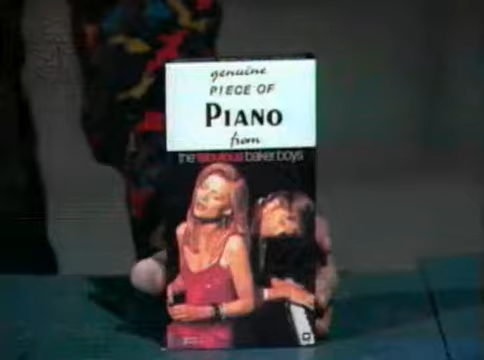 genuine
PIECE OF
PIANO
from
the fabulous baker boys